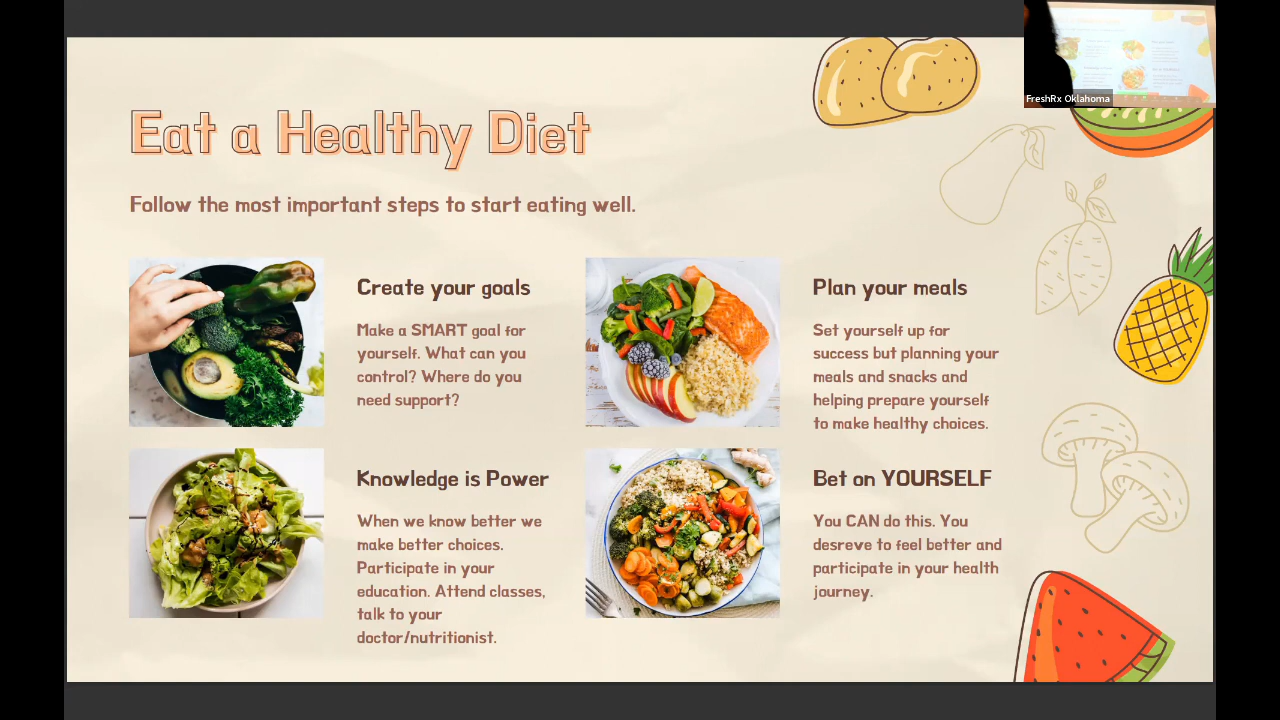 FreshRx Oklahoma
Eat a Healthy Diet
Follow the most important steps to start eating well.
Create your goals
Make a SMART goal for
yourself. What can you
control? Where do you
need support?
Plan your meals
Set yourself up for
success but planning your
meals and snacks and
helping prepare yourself
to make healthy choices.
Knowledge is Power
When we know better we
make better choices.
Participate in your
education. Attend classes,
talk to your
doctor/nutritionist.
Bet on YOURSELF
You CAN do this. You
desreve to feel better and
participate in your health
journey.